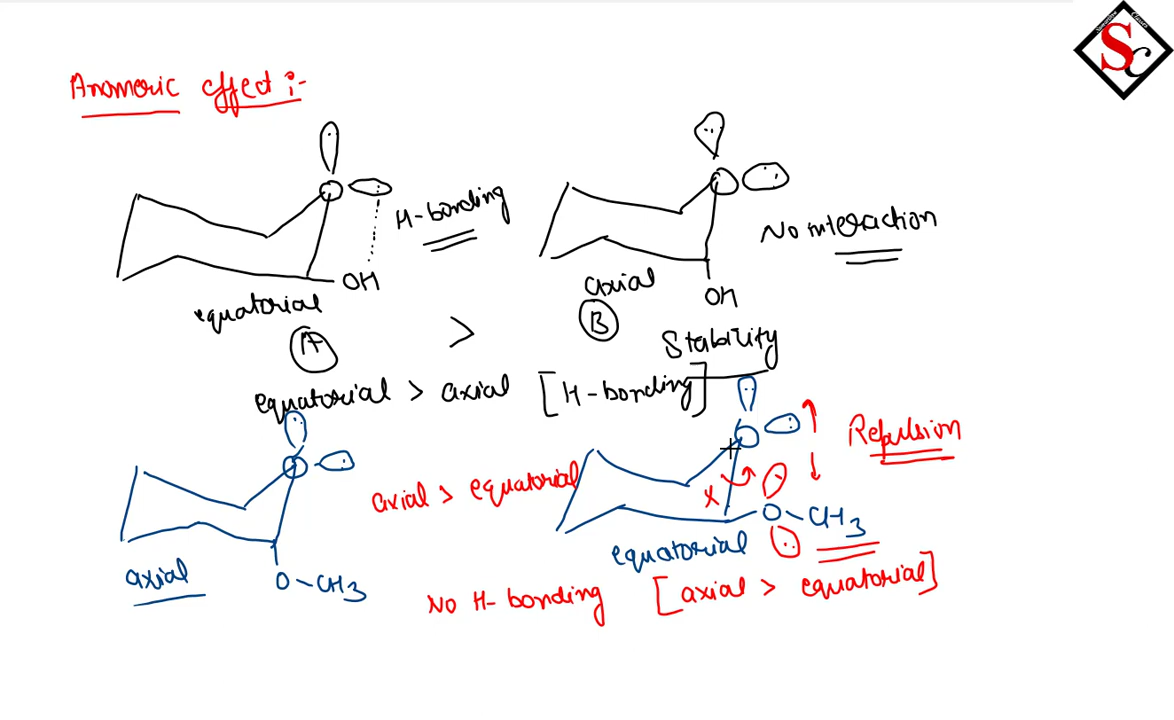 Anomeric effect :-
H-bonding
No interaction
OH
equatorial
A
>
axial
OH
B
Stability
equatorial > axial [H-bonding]
Repulsion
axial > equatorial
x
O
CH3
equatorial
axial
O-CH3
No H-bonding [axial > equatorial]
SC